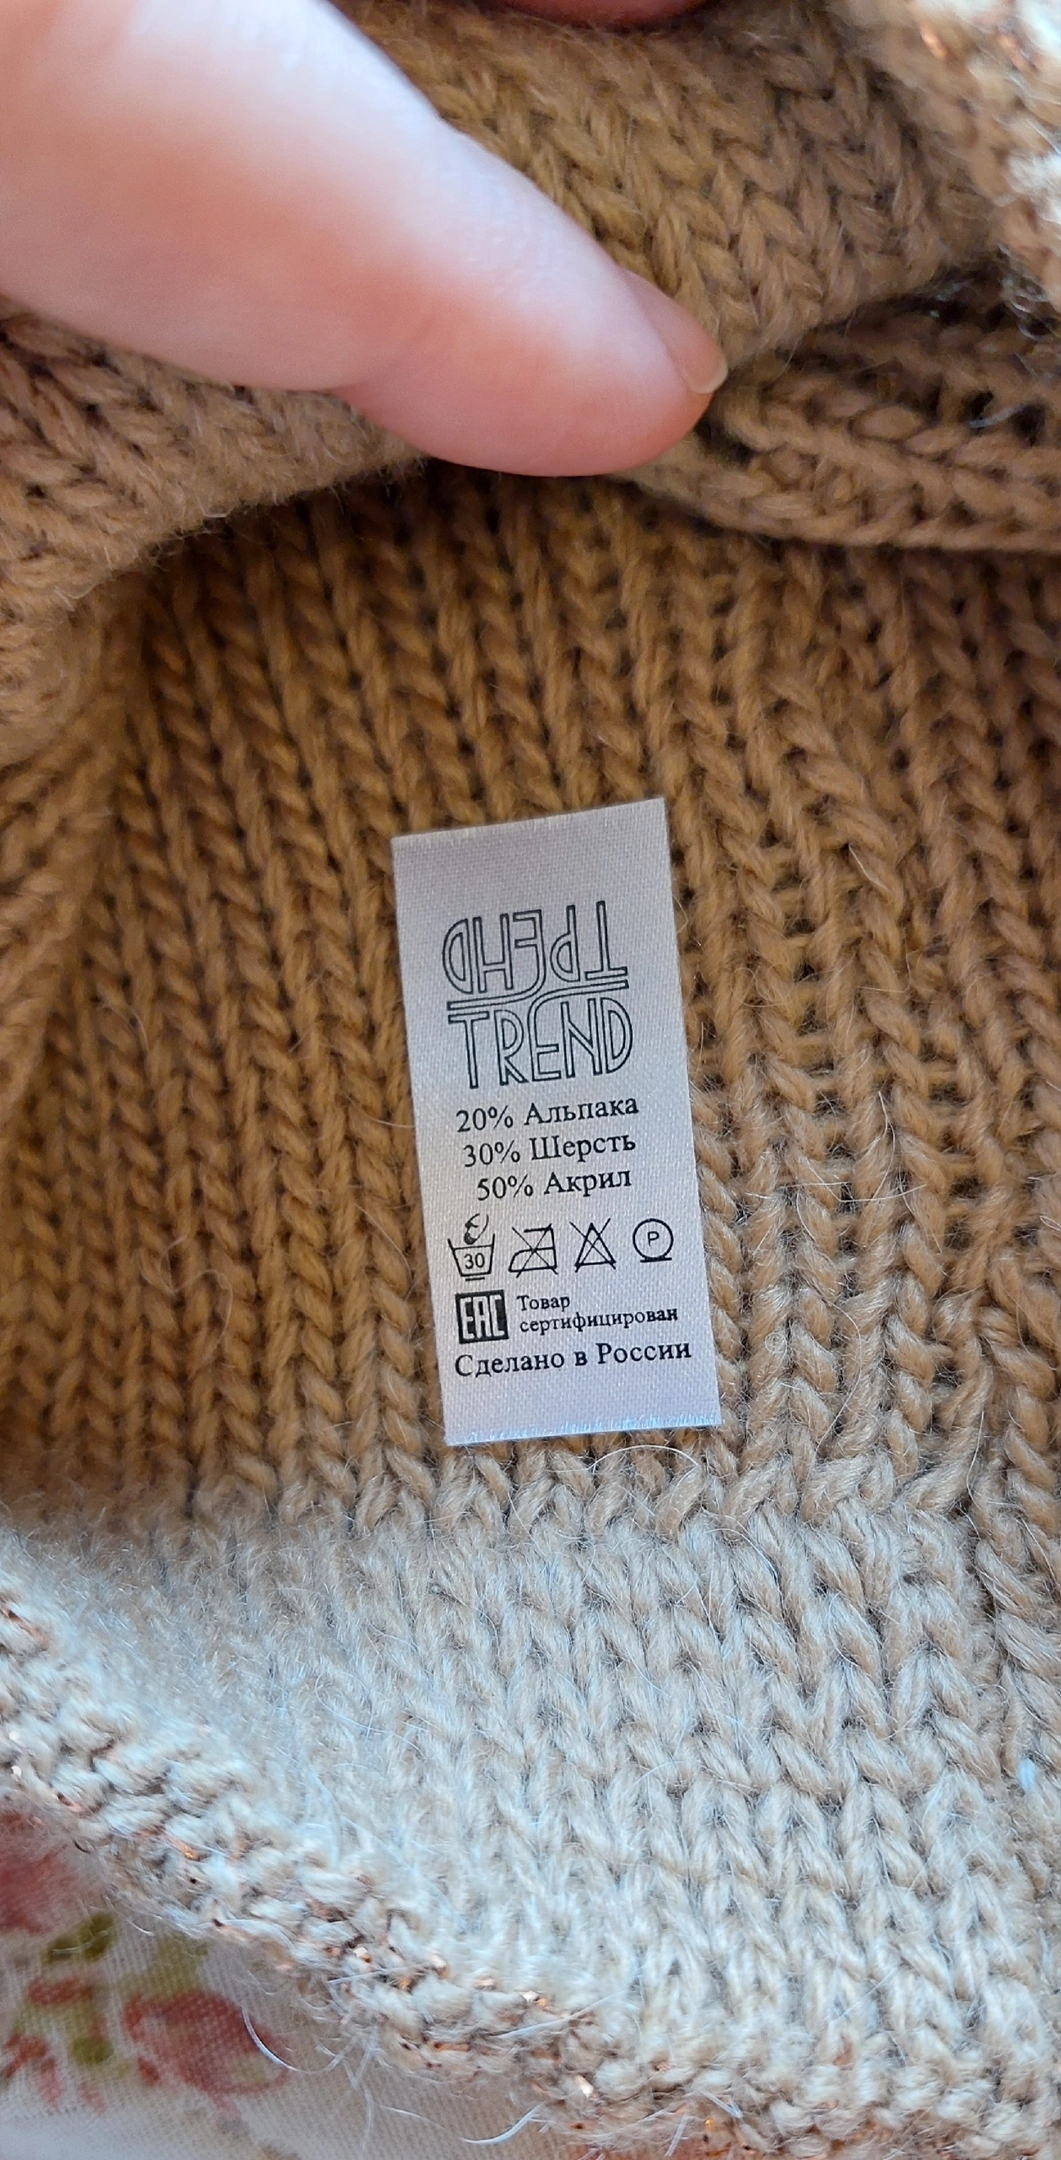 ТРЕНД
TREND
20% Альпака
30% Шерсть
50% Акрил
30 P
EAC Товар
сертифицирован
Сделано в России